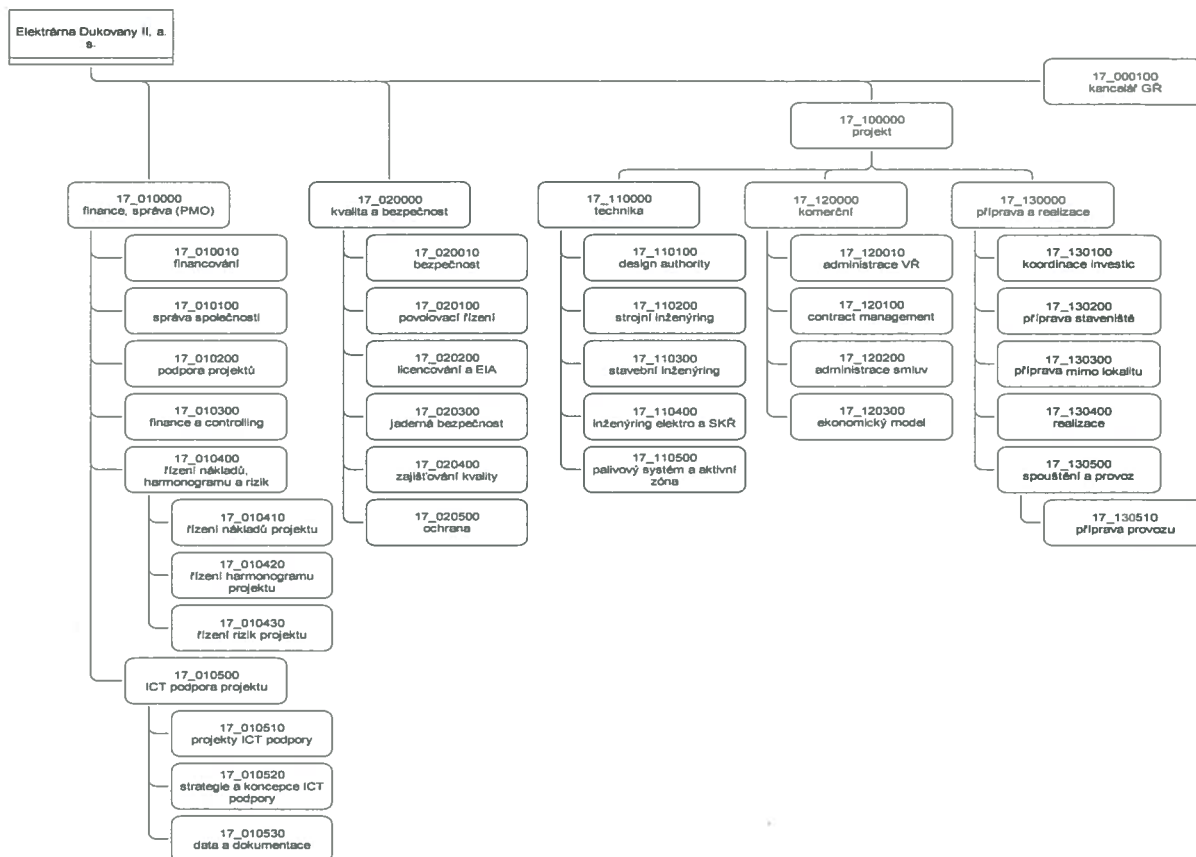 Elektrárna Dukovany II, a.
s.
17_000100
kancelář GŘ
17_100000
projekt
17_010000
finance, správa (PMO)
17_010010
financování
17_010100
správa společnosti
17_010200
podpora projektů
17_010300
finance a controlling
17_010400
řízení nákladů,
harmonogramu a rizik
17_010410
řízení nákladů projektu
17_010420
řízení harmonogramu
projektu
17_010430
řízení rizik projektu
17_010500
ICT podpora projektu
17_010510
projekty ICT podpory
17_010520
strategie a koncepce ICT
podpory
17_010530
data a dokumentace
17_020000
kvalita a bezpečnost
17_020010
bezpečnost
17_020100
povolovací řízení
17_020200
licencování a EIA
17_020300
jaderná bezpečnost
17_020400
zajišťování kvality
17_020500
ochrana
17_110000
technika
17_110100
design authority
17_110200
strojní inženýring
17_110300
stavební inženýring
17_110400
inženýring elektro a SKŘ
17_110500
palivový systém a aktivní
zóna
17_120000
komerční
17_120010
administrace VŘ
17_120100
contract management
17_120200
administrace smluv
17_120300
ekonomický model
17_130000
příprava a realizace
17_130100
koordinace investic
17_130200
příprava staveniště
17_130300
příprava mimo lokalitu
17_130400
realizace
17_130500
spouštění a provoz
17_130510
příprava provozu